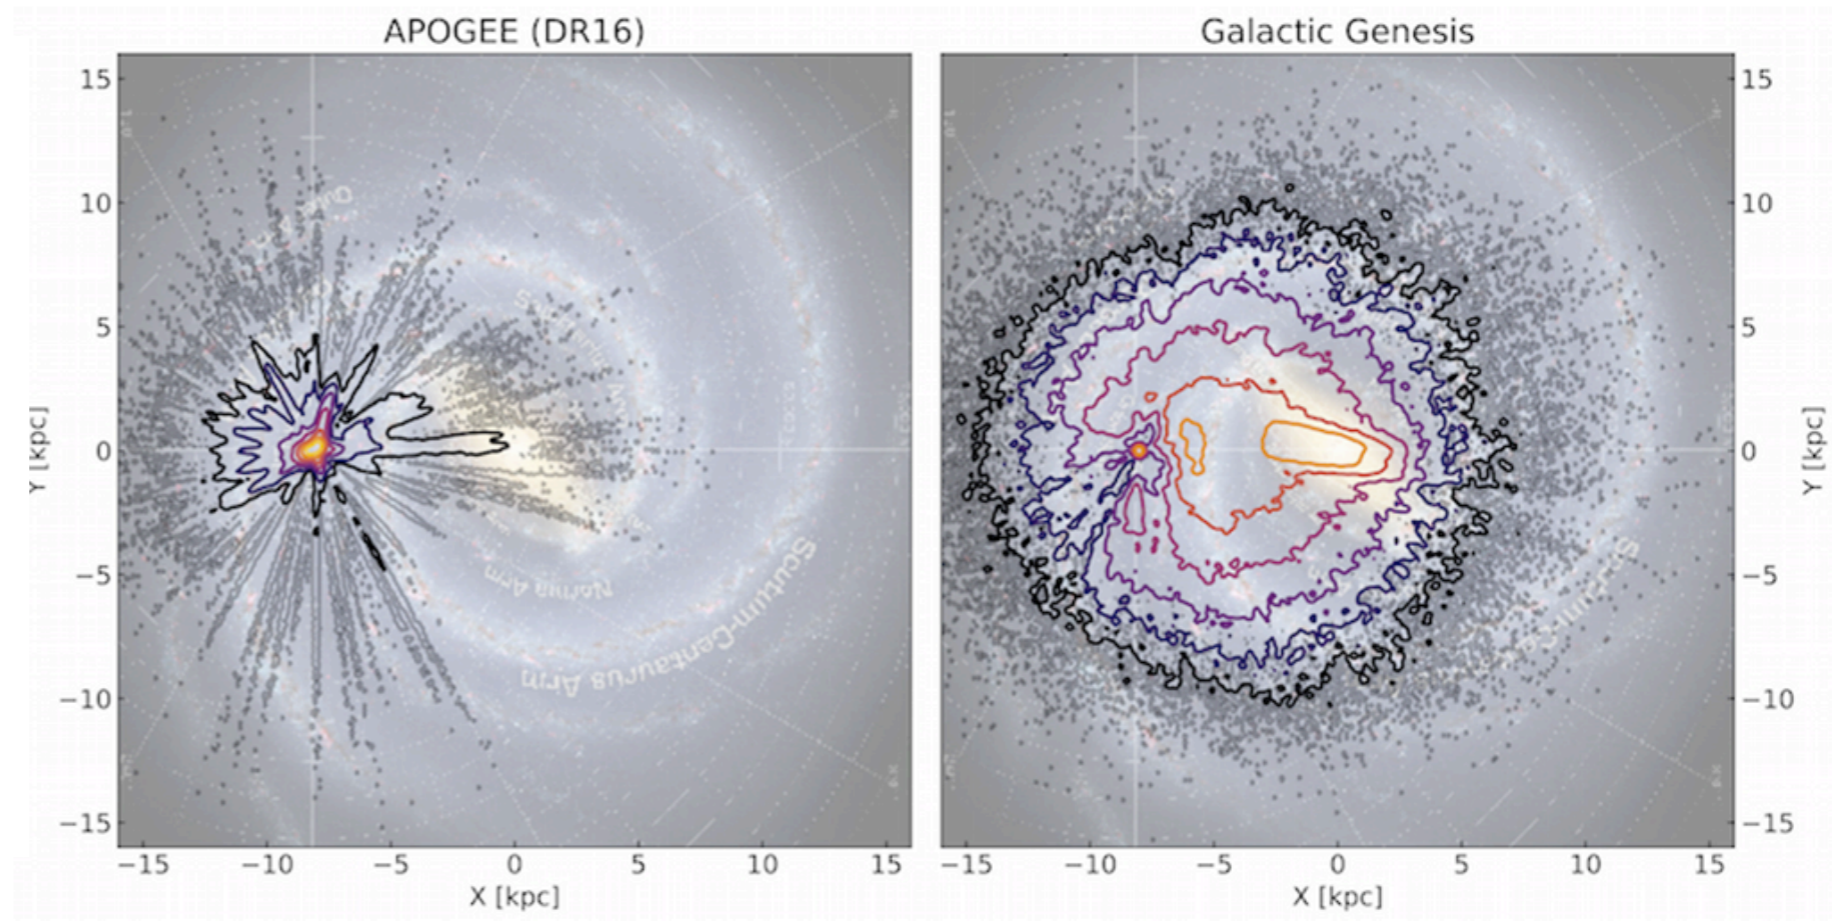 APOGEE (DR16)
Galactic Genesis
15
10
5
0
−5
−10
−15
Y [kpc]
−15 −10 −5 0 5 10 15
X [kpc]
Norma Arm
Scutum-Centaurus Arm
15
10
5
0
−5
−10
−15
Y [kpc]
−15 −10 −5 0 5 10 15
X [kpc]